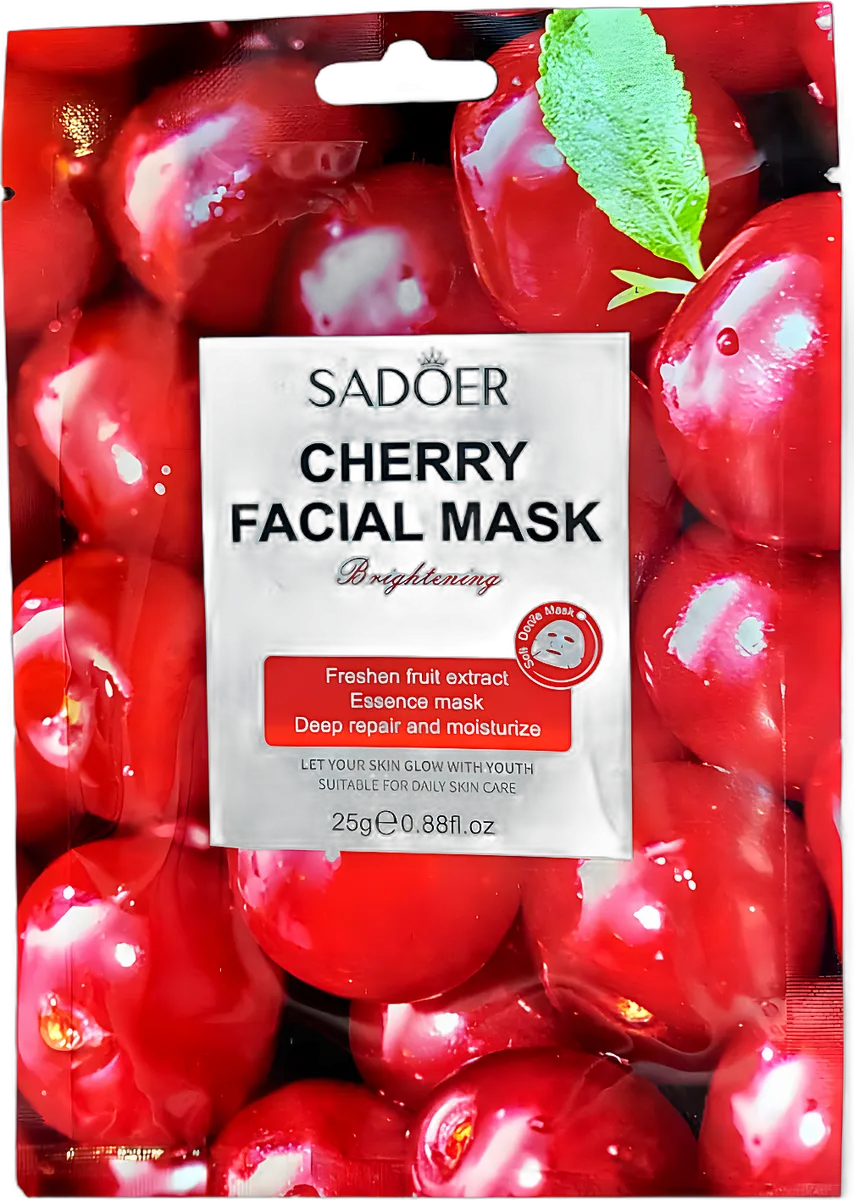 SADOER
CHERRY
FACIAL MASK
Brightening
Mask
Freshen fruit extract
Essence mask
Deep repair and moisturize
LET YOUR SKIN GLOW WITH YOUTH
SUITABLE FOR DAILY SKIN CARE
25g℮0.88fl.oz